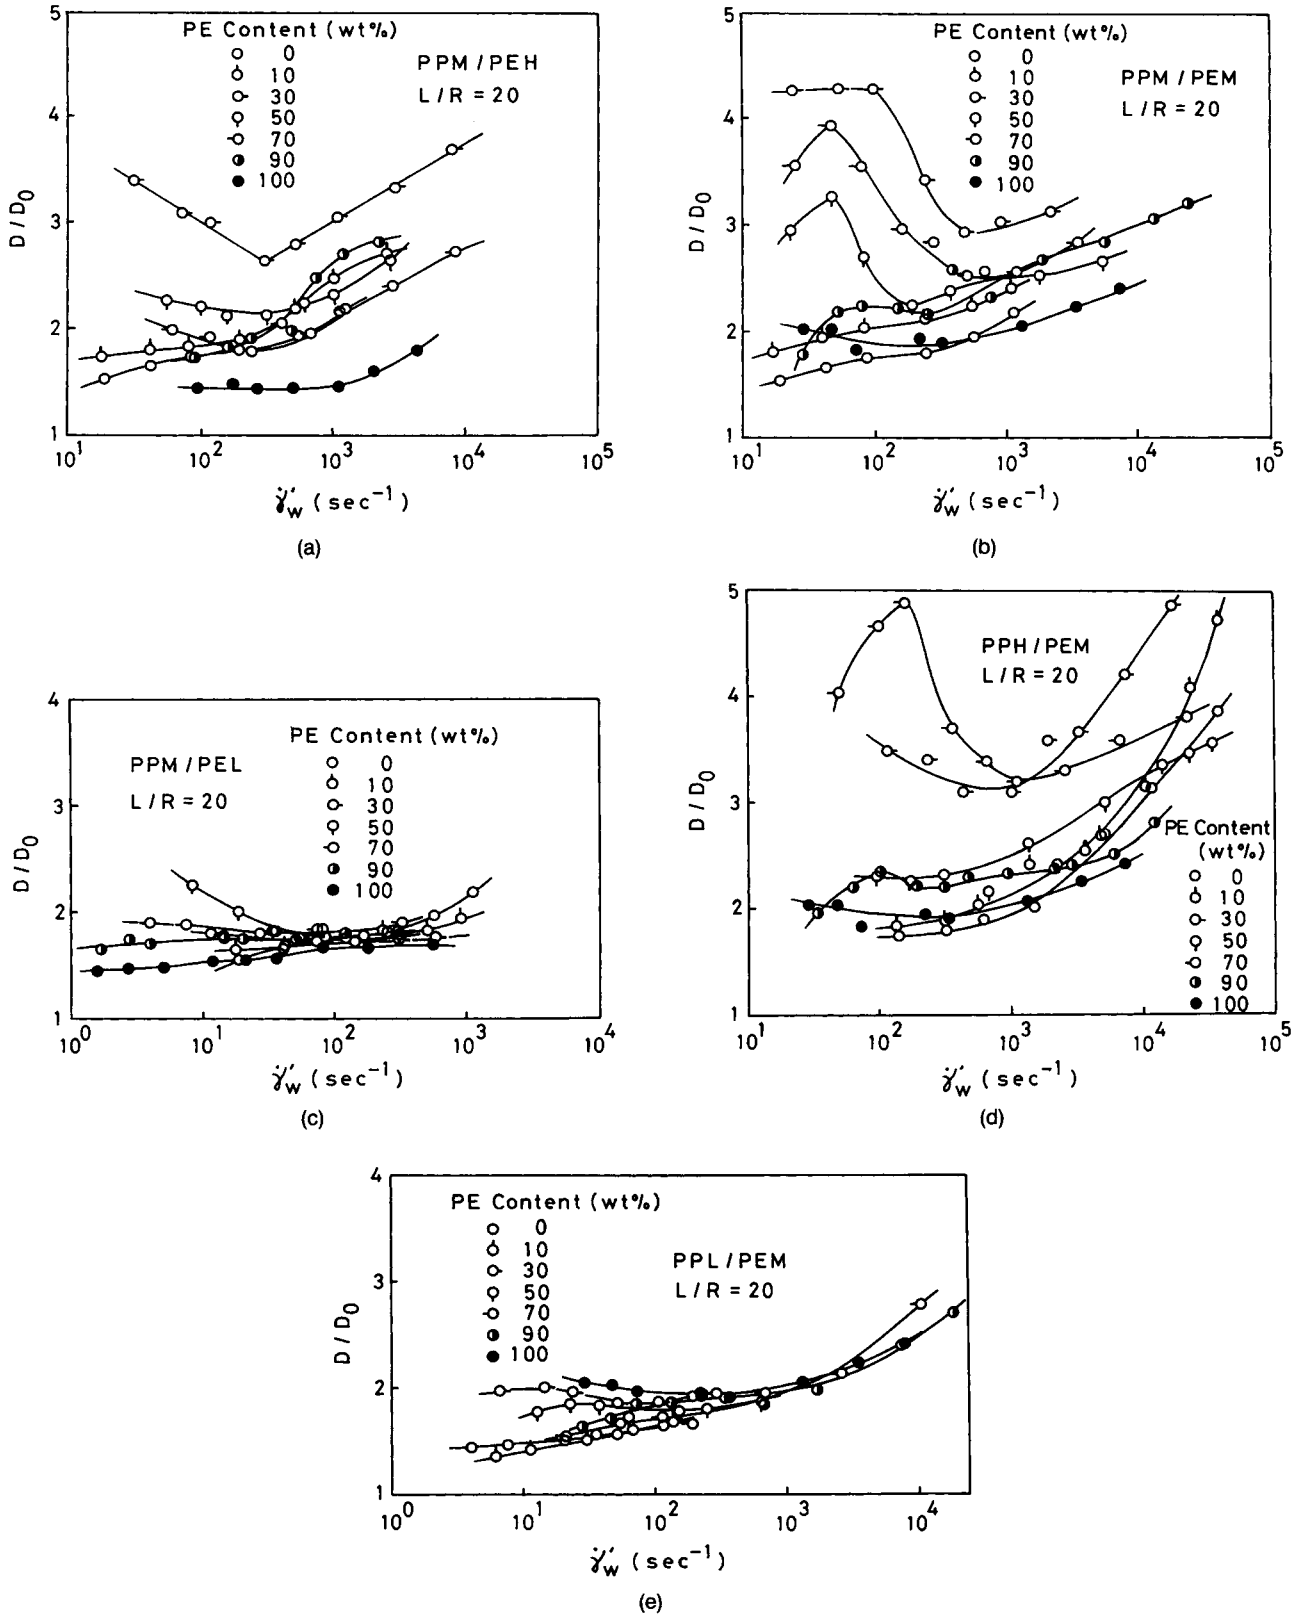 5
4
3
2
1
D / D0
PE Content (wt%)
0
10
30
50
70
90
100
PPM / PEH
L / R = 20
10^1
10^2
10^3
10^4
10^5
γ̇'w (sec⁻¹)
(a)
5
4
3
2
1
D / D0
PE Content (wt%)
0
10
30
50
70
90
100
PPM / PEM
L / R = 20
10^1
10^2
10^3
10^4
10^5
γ̇'w (sec⁻¹)
(b)
4
3
2
1
D / D0
PPM / PEL
L / R = 20
PE Content (wt%)
0
10
30
50
70
90
100
10^0
10^1
10^2
10^3
10^4
γ̇'w (sec⁻¹)
(c)
5
4
3
2
1
D / D0
PPH / PEM
L / R = 20
PE Content
(wt%)
0
10
30
50
70
90
100
10^1
10^2
10^3
10^4
10^5
γ̇'w (sec⁻¹)
(d)
4
3
2
1
D / D0
PE Content (wt%)
0
10
30
50
70
90
100
PPL / PEM
L / R = 20
10^0
10^1
10^2
10^3
10^4
γ̇'w (sec⁻¹)
(e)